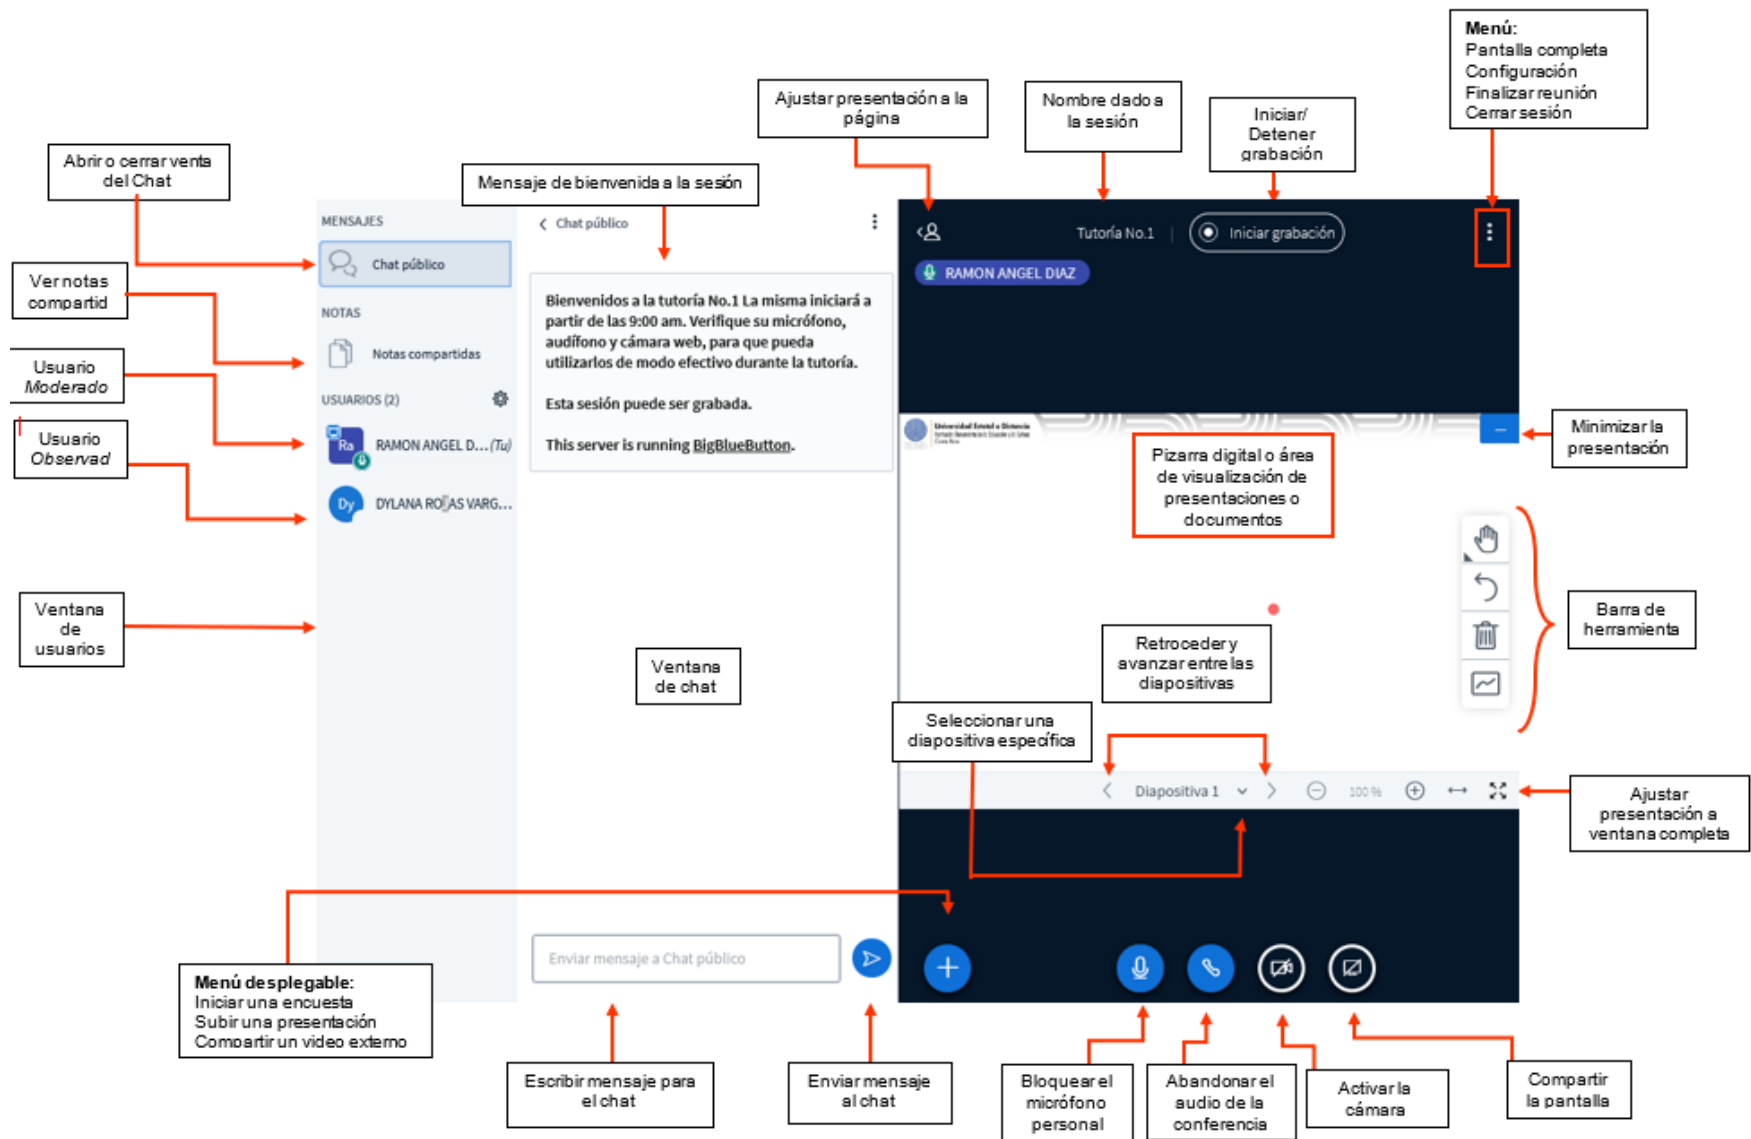 Menú:
Pantalla completa
Configuración
Finalizar reunión
Cerrar sesión
Ajustar presentación a la
página
Nombre dado a
la sesión
Iniciar/
Detener
grabación
Abrir o cerrar venta
del Chat
Mensaje de bienvenida a la sesión
MENSAJES
Chat público
Chat público
Tutoría No.1
Iniciar grabación
RAMON ANGEL DIAZ
Ver notas
compartid
NOTAS
Notas compartidas
Bienvenidos a la tutoría No.1 La misma iniciará a
partir de las 9:00 am. Verifique su micrófono,
audífono y cámara web, para que pueda
utilizarlos de modo efectivo durante la tutoría.
Esta sesión puede ser grabada.
This server is running BigBlueButton.
Usuario
Moderado
USUARIOS (2)
Usuario
Observad
Ra
RAMON ANGEL D... (Tu)
Dy
DYLANA ROJAS VARG...
Universidad Estatal a Distancia
Costa Rica
Minimizar la
presentación
Pizarra digital o área
de visualización de
presentaciones o
documentos
Ventana
de
usuarios
Barra de
herramienta
Ventana
de chat
Retroceder y
avanzar entre las
diapositivas
Seleccionar una
diapositiva específica
Diapositiva 1
100 %
Ajustar
presentación a
ventana completa
Enviar mensaje a Chat público
Menú desplegable:
Iniciar una encuesta
Subir una presentación
Compartir un video externo
Escribir mensaje para
el chat
Enviar mensaje
al chat
Bloquear el
micrófono
personal
Abandonar el
audio de la
conferencia
Activar la
cámara
Compartir
la pantalla